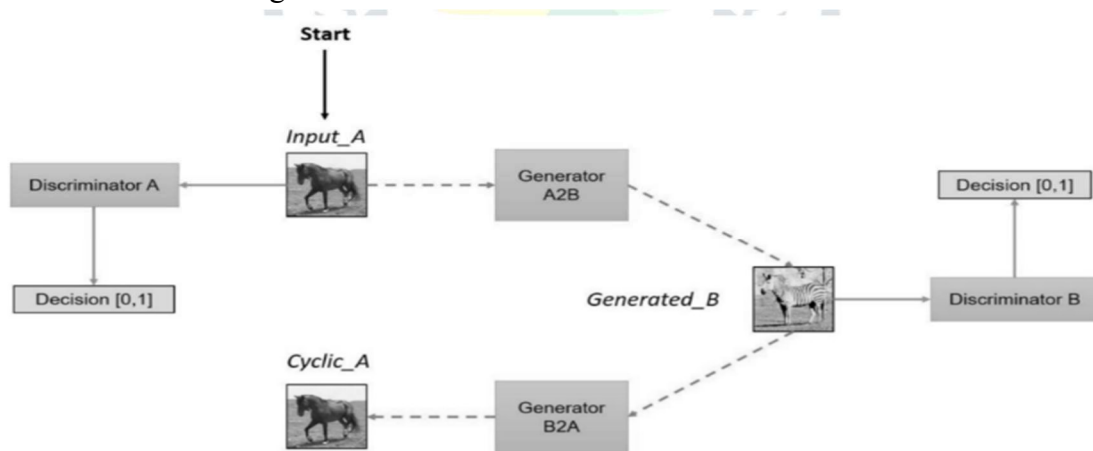 Start
Input_A
Discriminator A
Generator
A2B
Decision [0,1]
Decision [0,1]
Generated_B
Discriminator B
Cyclic_A
Generator
B2A